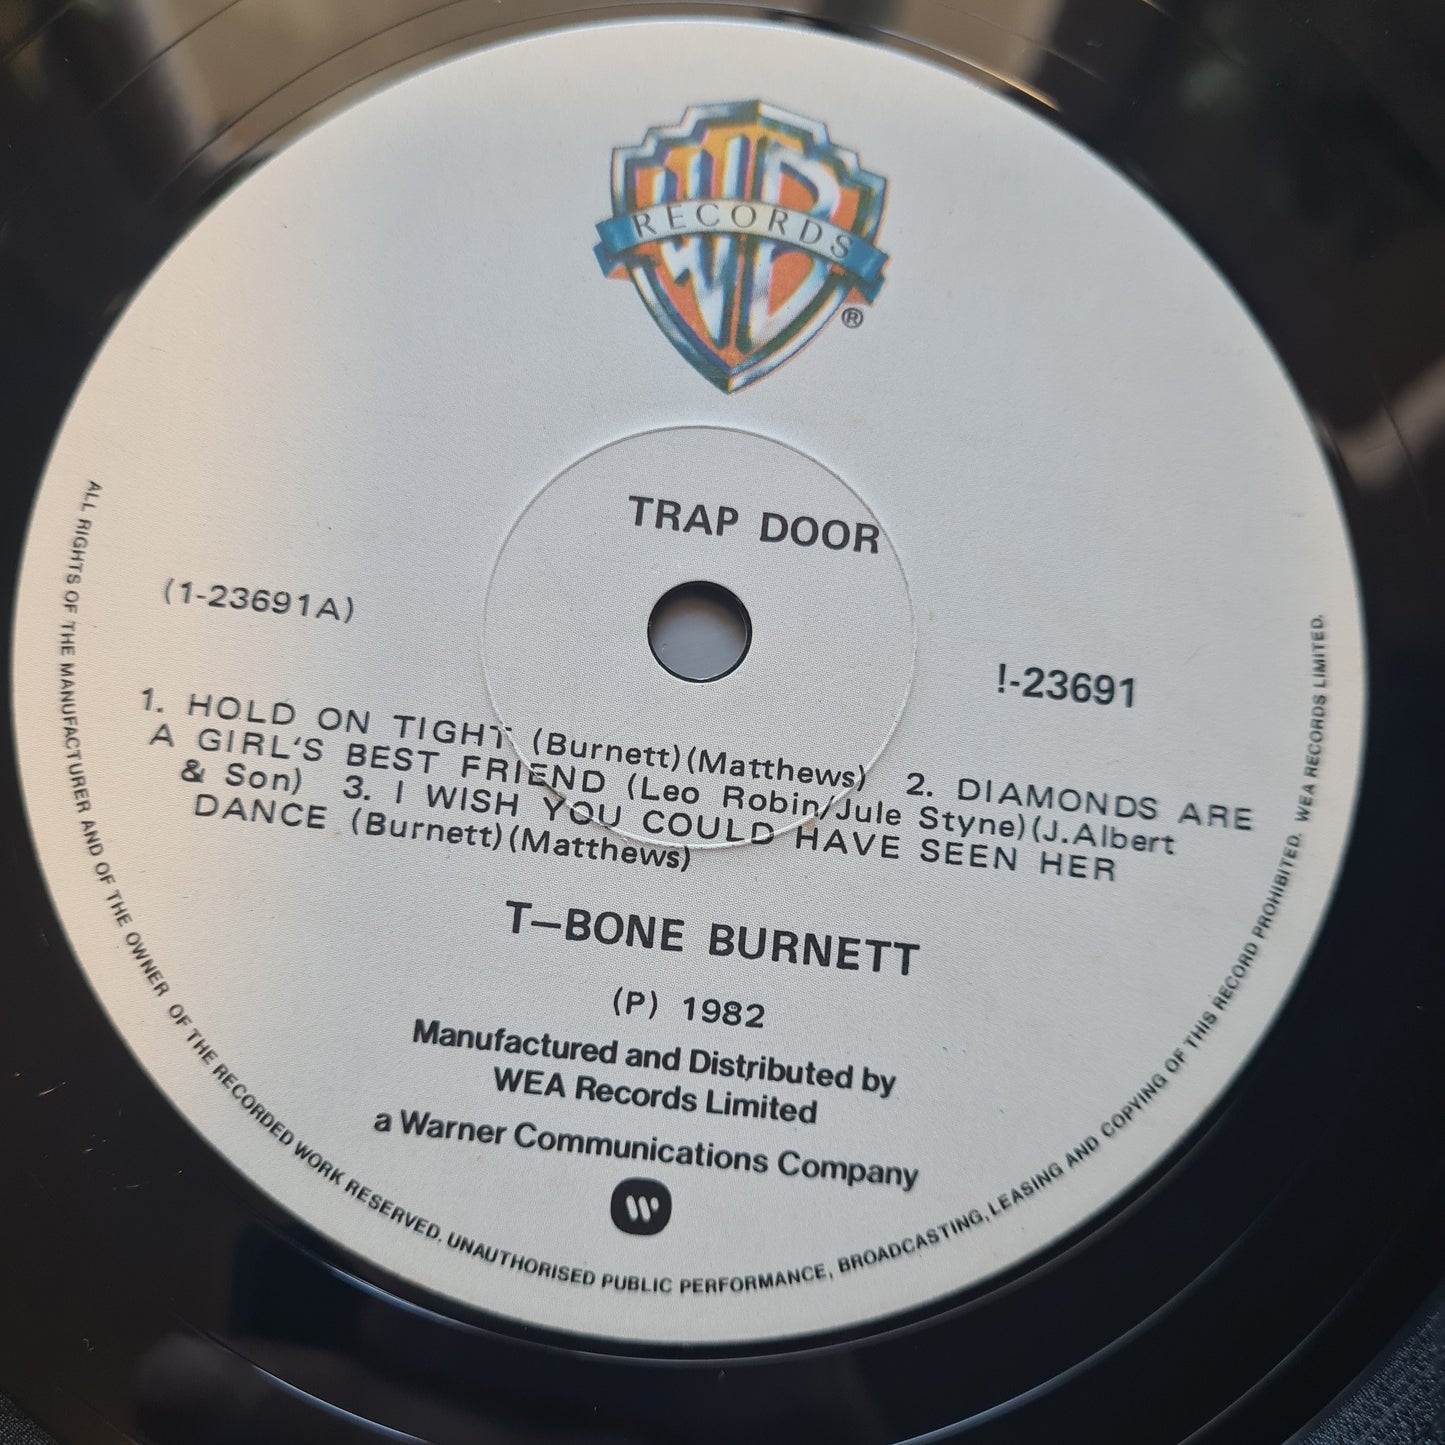 WB
RECORDS
®
TRAP DOOR
(1-23691A)
!-23691
1. HOLD ON TIGHT (Burnett)(Matthews) 2. DIAMONDS ARE
A GIRL'S BEST FRIEND (Leo Robin/Jule Styne)(J.Albert
& Son) 3. I WISH YOU COULD HAVE SEEN HER
DANCE (Burnett)(Matthews)
T-BONE BURNETT
(P) 1982
Manufactured and Distributed by
WEA Records Limited
a Warner Communications Company
ALL RIGHTS OF THE MANUFACTURER AND OF THE OWNER OF THE RECORDED WORK RESERVED. UNAUTHORISED PUBLIC PERFORMANCE, BROADCASTING, LEASING AND COPYING OF THIS RECORD PROHIBITED. WEA RECORDS LIMITED.